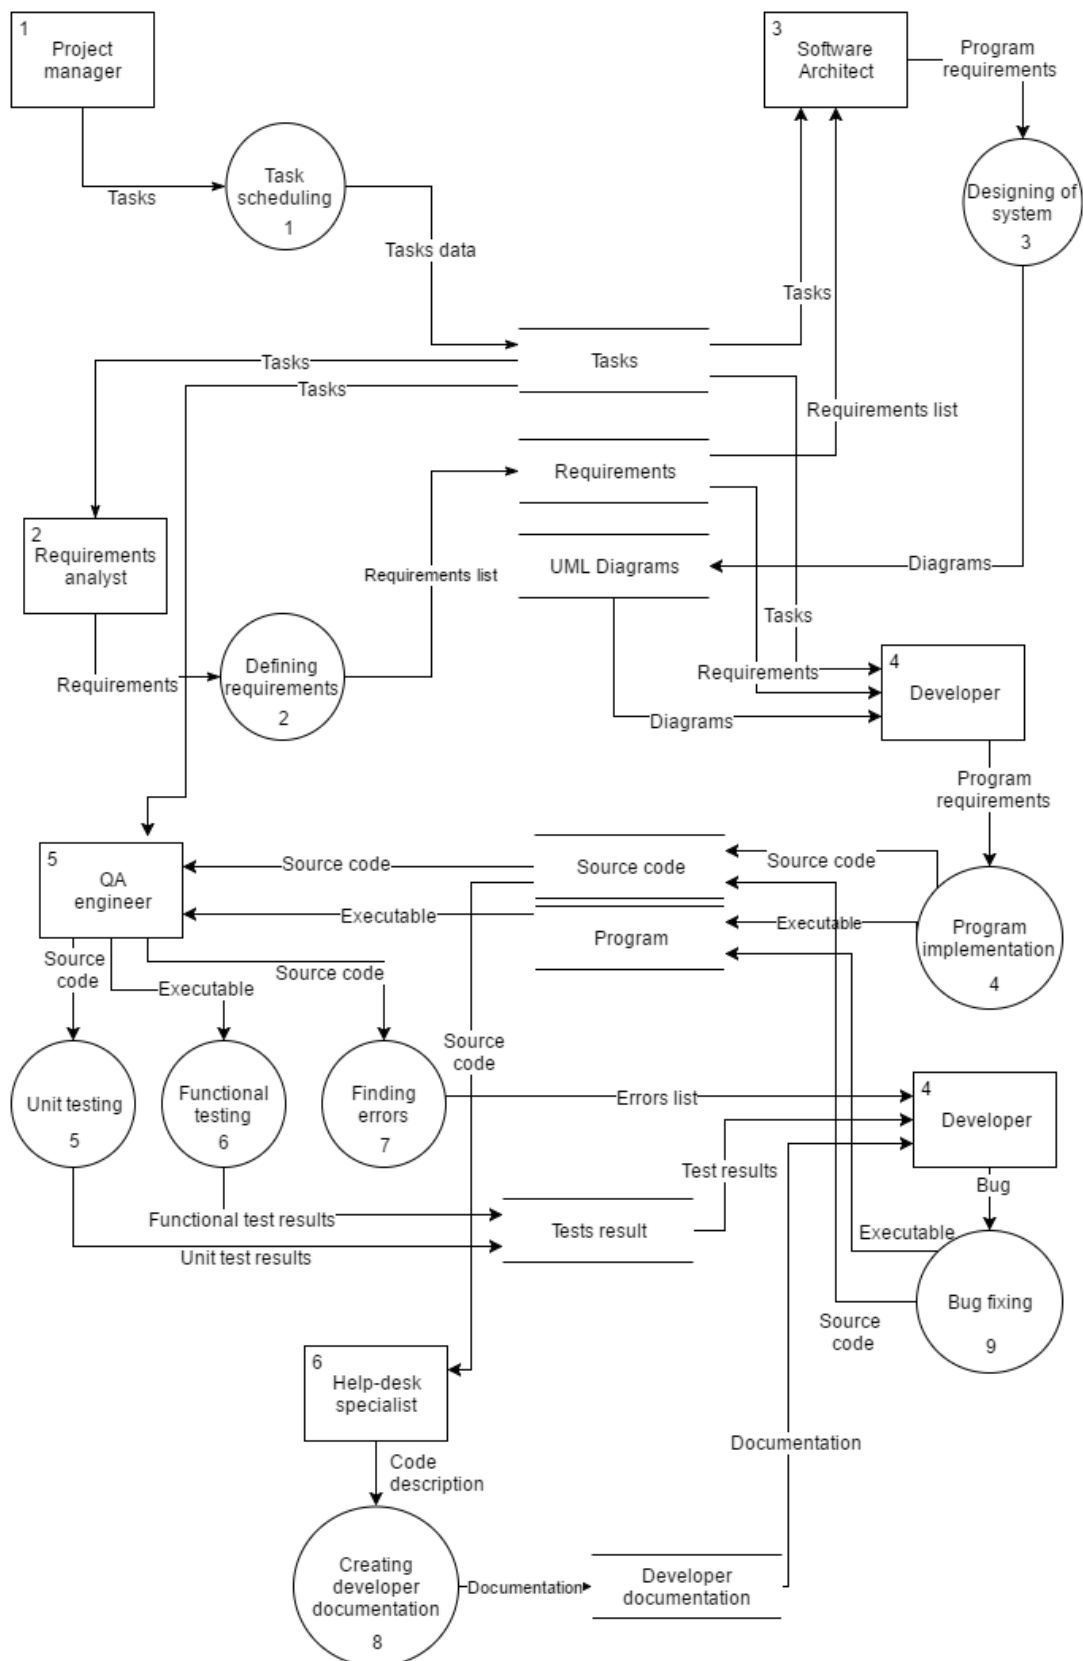 1
Project
manager
3
Software
Architect
Program
requirements
Task
scheduling
1
Tasks
Designing of
system
3
Tasks data
Tasks
Tasks
Tasks
Tasks
Requirements list
Requirements
2
Requirements
analyst
Requirements list
UML Diagrams
Diagrams
Tasks
Defining
requirements
2
Requirements
Requirements
4
Developer
Diagrams
Program
requirements
5
QA
engineer
Source code
Source code
Source code
Executable
Program
Executable
Program
implementation
4
Source
code
Executable
Source code
Source
code
Unit testing
5
Functional
testing
6
Finding
errors
7
Errors list
4
Developer
Test results
Bug
Functional test results
Unit test results
Tests result
Executable
Bug fixing
9
Source
code
6
Help-desk
specialist
Code
description
Documentation
Creating
developer
documentation
8
Documentation
Developer
documentation